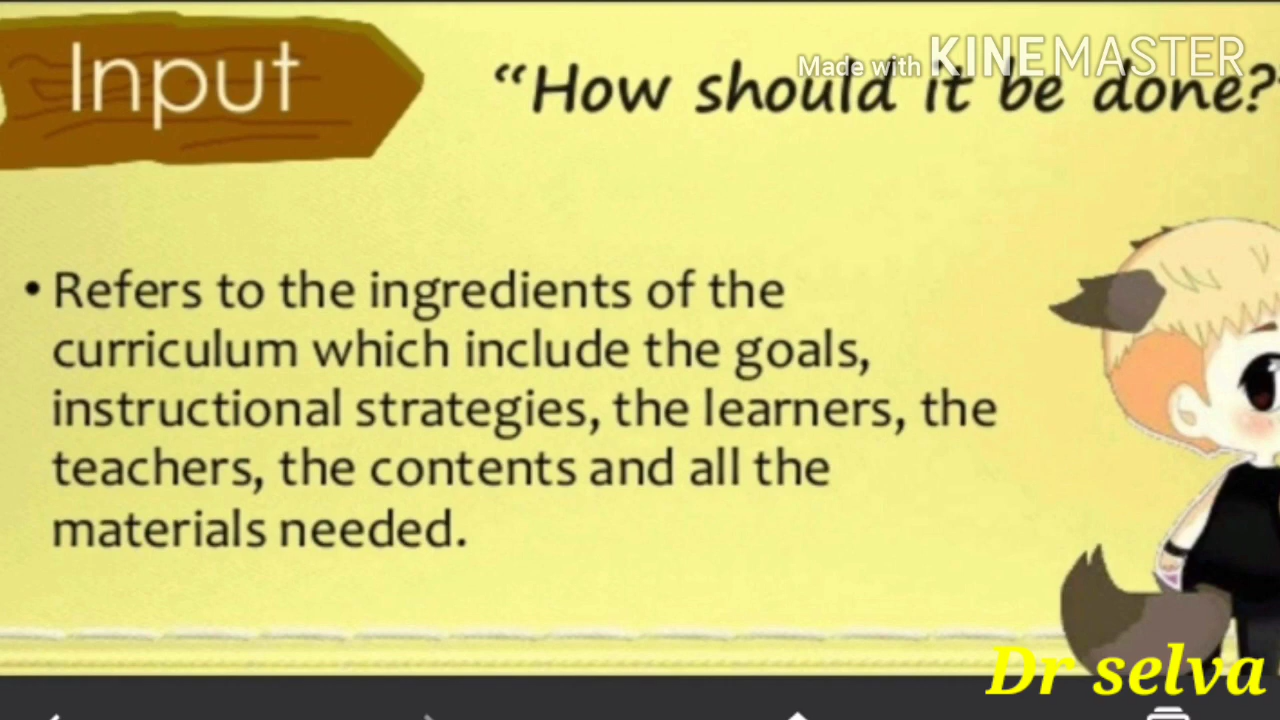 Input
Made with KINEMASTER
“How should it be done?”
• Refers to the ingredients of the
curriculum which include the goals,
instructional strategies, the learners, the
teachers, the contents and all the
materials needed.
Dr selva